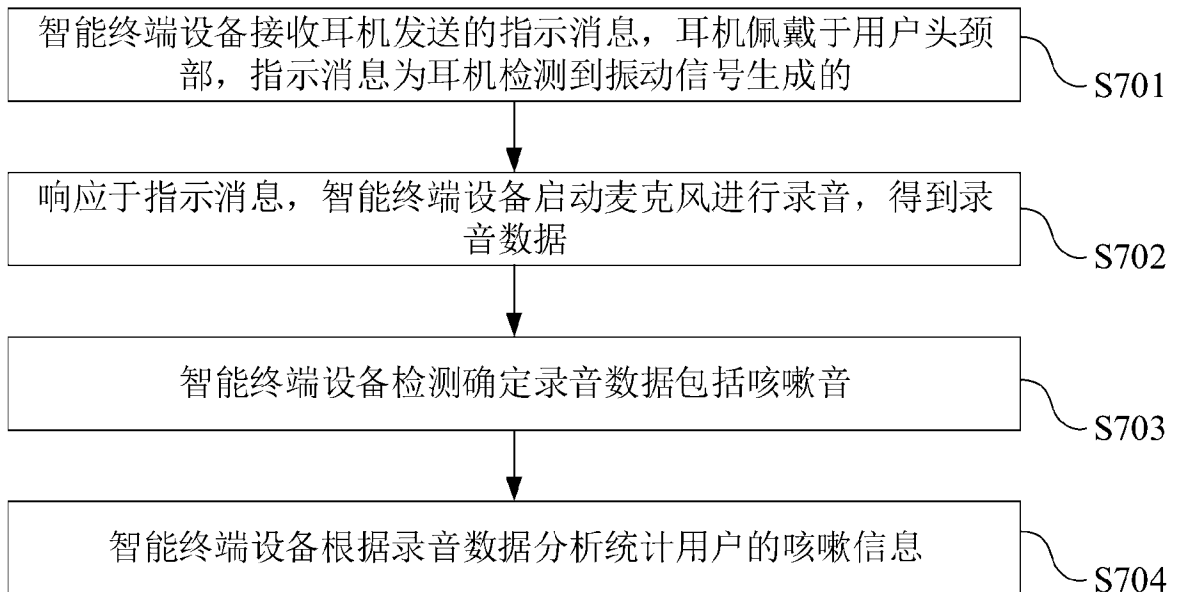 智能终端设备接收耳机发送的指示消息，耳机佩戴于用户头颈
部，指示消息为耳机检测到振动信号生成的
S701
响应于指示消息，智能终端设备启动麦克风进行录音，得到录
音数据
S702
智能终端设备检测确定录音数据包括咳嗽音
S703
智能终端设备根据录音数据分析统计用户的咳嗽信息
S704